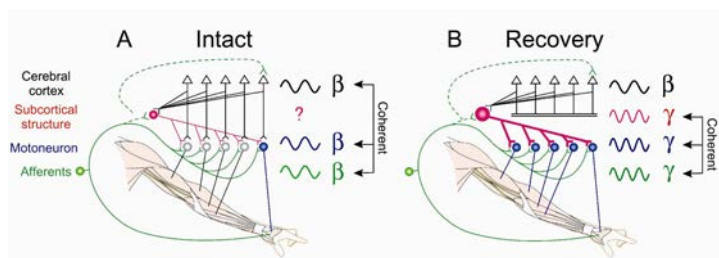 A Intact
Cerebral
cortex
Subcortical
structure
Motoneuron
Afferents
β
?
β
β
Coherent
B Recovery
β
γ
γ
γ
Coherent